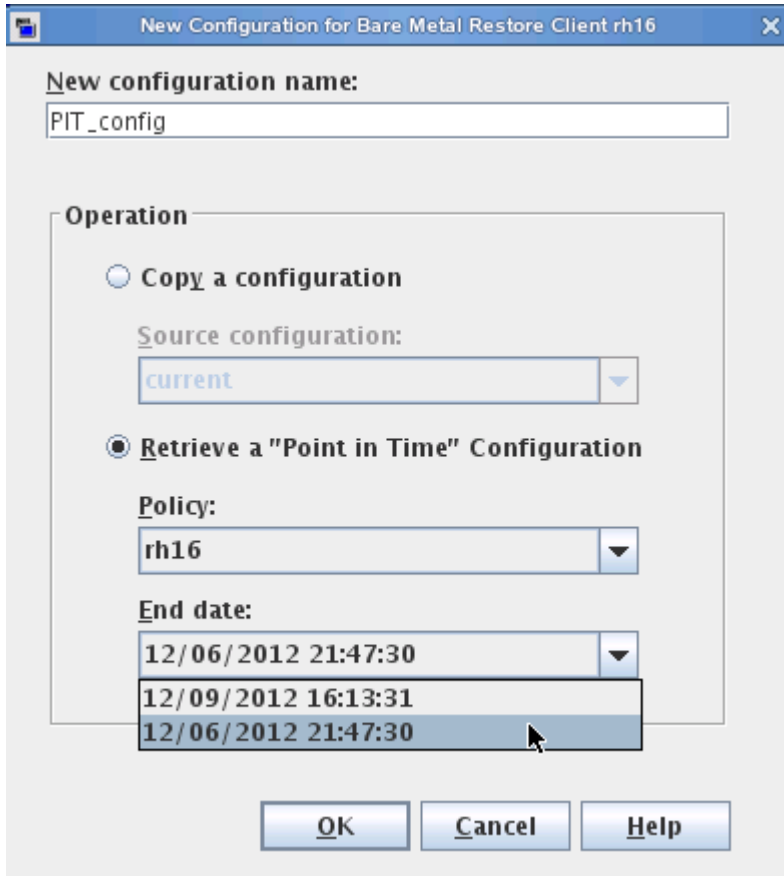 New Configuration for Bare Metal Restore Client rh16
New configuration name:
PIT_config
Operation
Copy a configuration
Source configuration:
current
Retrieve a "Point in Time" Configuration
Policy:
rh16
End date:
12/06/2012 21:47:30
12/09/2012 16:13:31
12/06/2012 21:47:30
OK Cancel Help